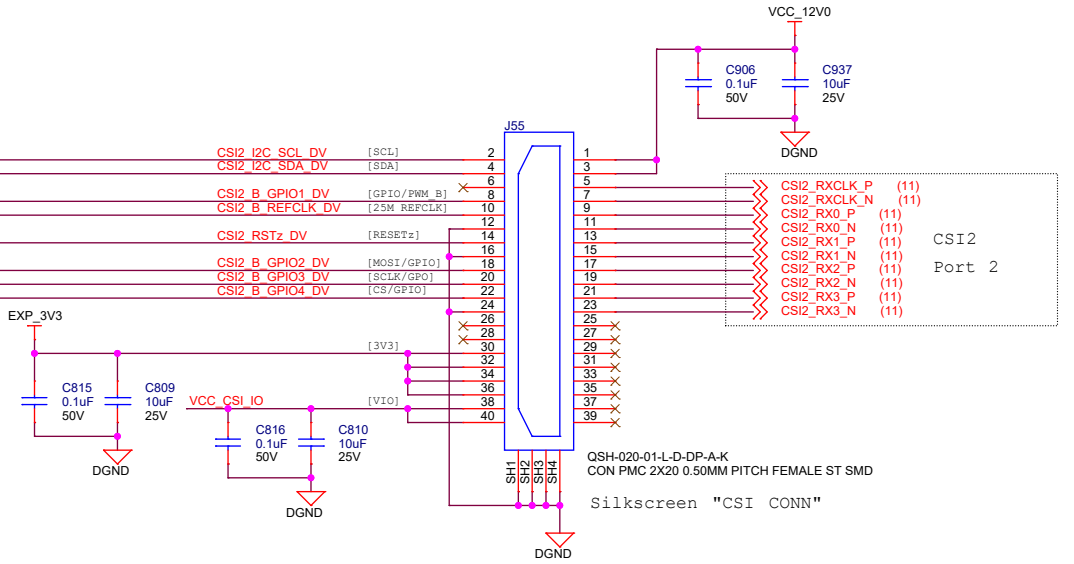 VCC_12V0
C906
0.1uF
50V
C937
10uF
25V
DGND
J55
CSI2_I2C_SCL_DV [SCL] 2 1
CSI2_I2C_SDA_DV [SDA] 4 3
6 5 CSI2_RXCLK_P (11)
CSI2_B_GPIO1_DV [GPIO/PWM_B] 8 7 CSI2_RXCLK_N (11)
CSI2_B_REFCLK_DV [25M REFCLK] 10 9 CSI2_RX0_P (11)
12 11 CSI2_RX0_N (11)
CSI2_RSTz_DV [RESETz] 14 13 CSI2_RX1_P (11)
16 15 CSI2_RX1_N (11)
CSI2_B_GPIO2_DV [MOSI/GPIO] 18 17 CSI2_RX2_P (11)
CSI2_B_GPIO3_DV [SCLK/GPO] 20 19 CSI2_RX2_N (11)
CSI2_B_GPIO4_DV [CS/GPIO] 22 21 CSI2_RX3_P (11)
24 23 CSI2_RX3_N (11)
CSI2
Port 2
26 25
28 27
EXP_3V3
[3V3] 30 29
32 31
34 33
36 35
VCC_CSI_IO [VIO] 38 37
40 39
C815
0.1uF
50V
C809
10uF
25V
DGND
C816
0.1uF
50V
C810
10uF
25V
DGND
SH1
SH2
SH3
SH4
QSH-020-01-L-D-DP-A-K
CON PMC 2X20 0.50MM PITCH FEMALE ST SMD
Silkscreen "CSI CONN"
DGND